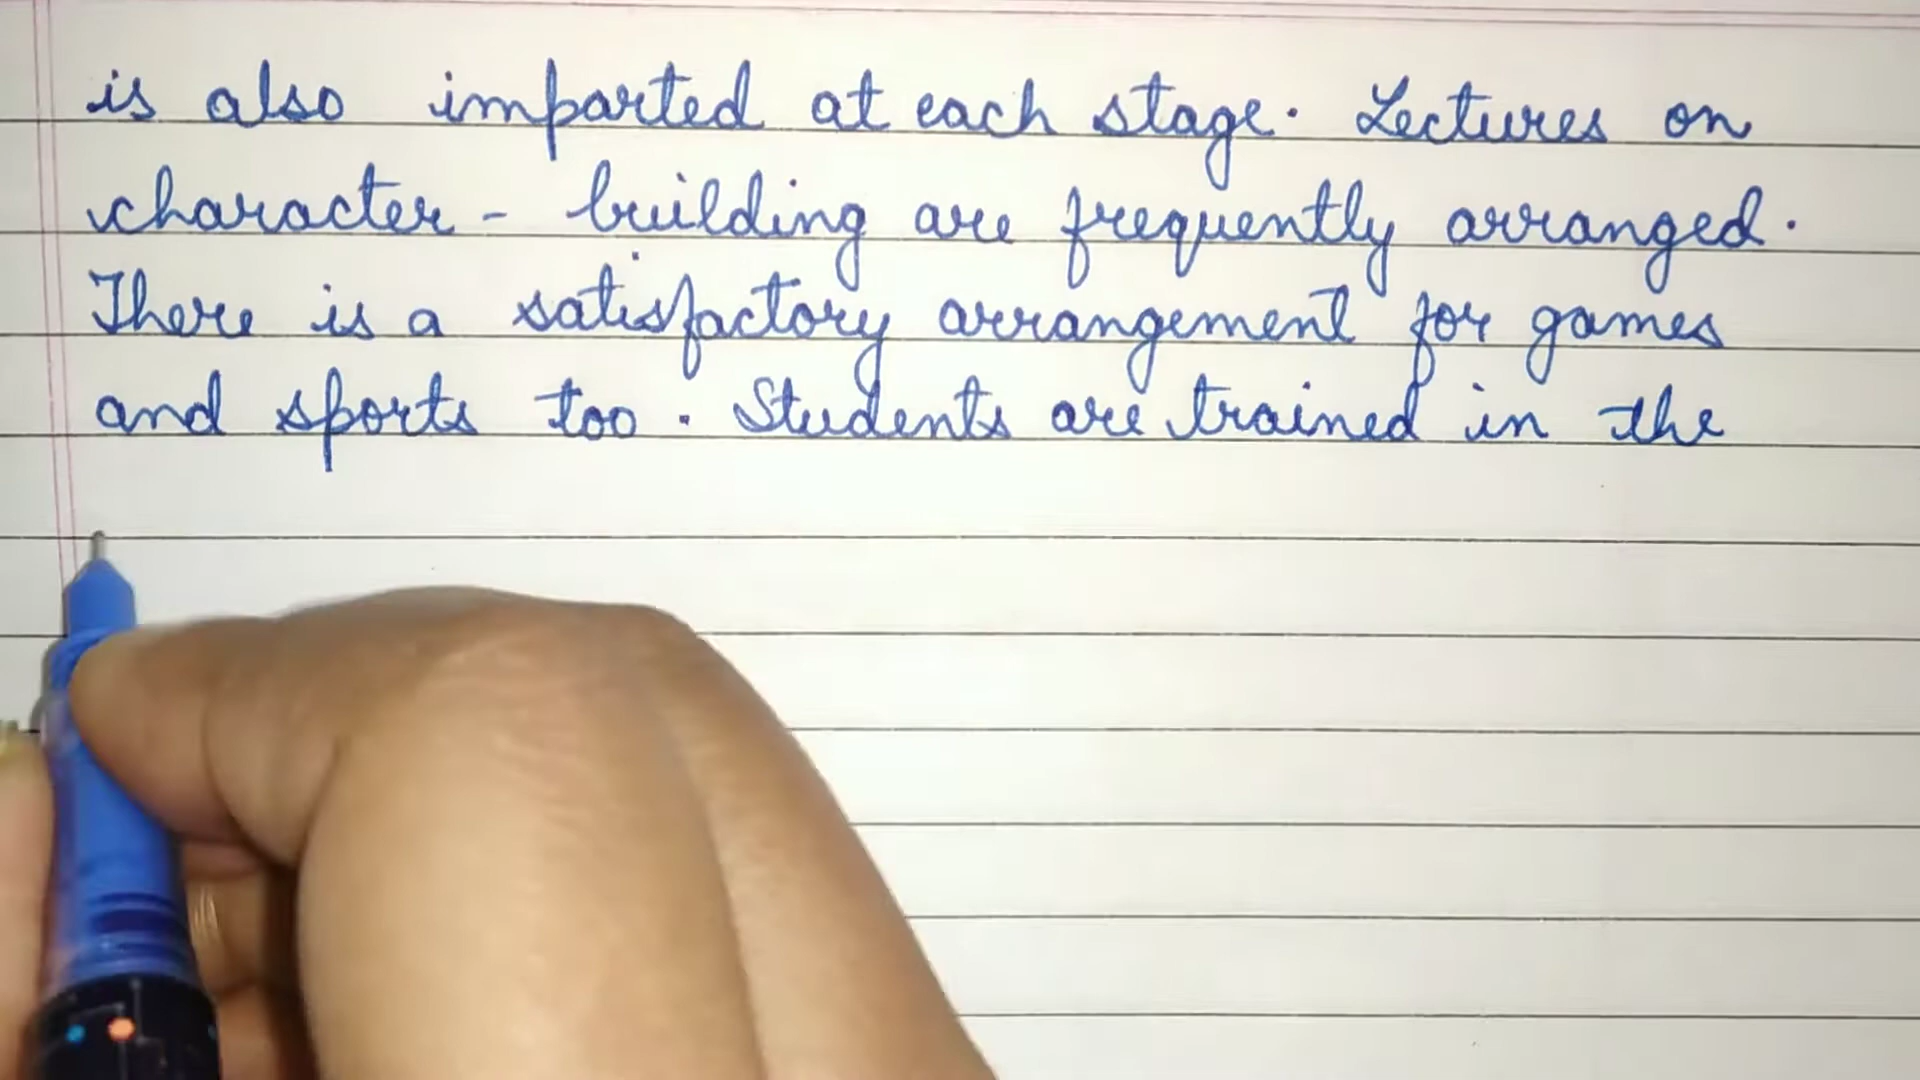 is also imparted at each stage. Lectures on
character - building are frequently arranged.
There is a satisfactory arrangement for games
and sports too. Students are trained in the